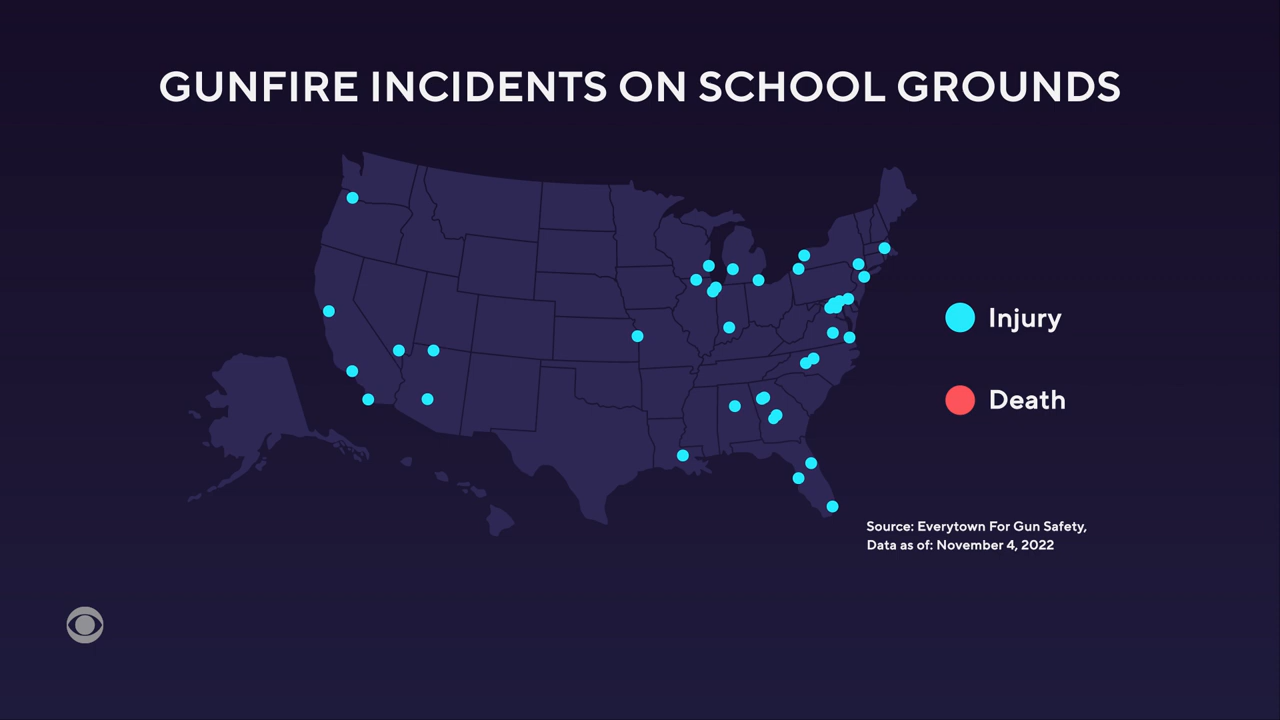 GUNFIRE INCIDENTS ON SCHOOL GROUNDS
Injury
Death
Source: Everytown For Gun Safety,
Data as of: November 4, 2022